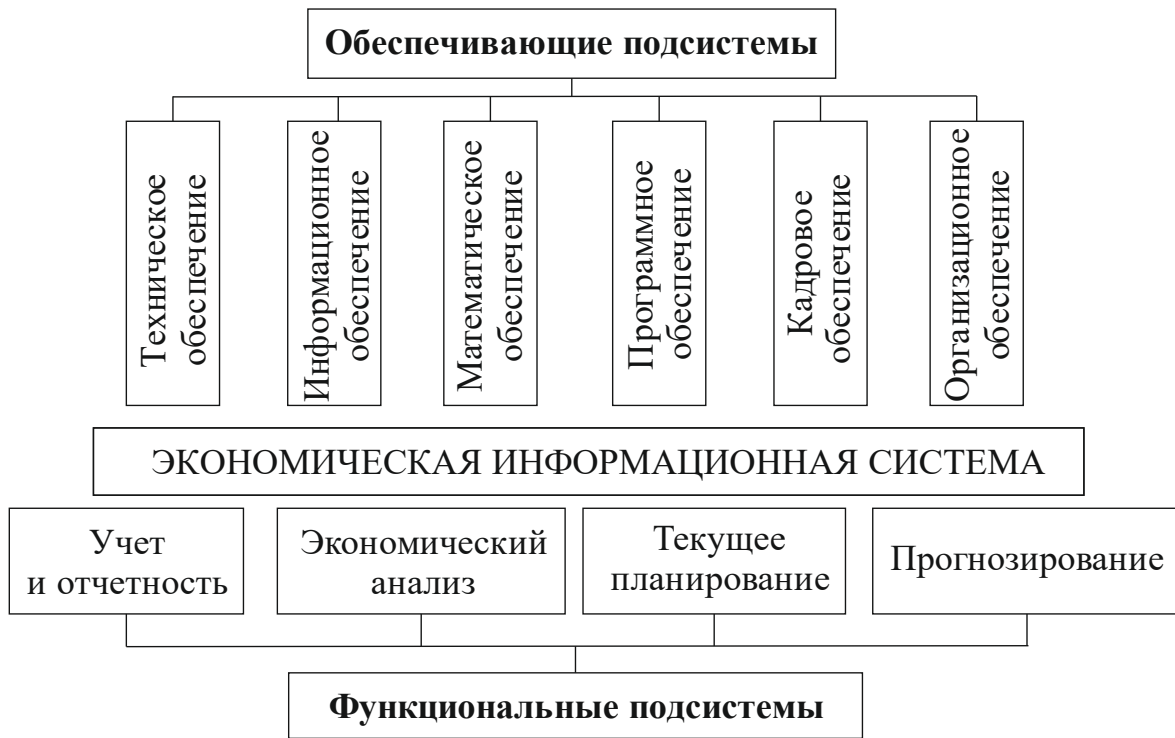 Обеспечивающие подсистемы
Техническое
обеспечение
Информационное
обеспечение
Математическое
обеспечение
Программное
обеспечение
Кадровое
обеспечение
Организационное
обеспечение
ЭКОНОМИЧЕСКАЯ ИНФОРМАЦИОННАЯ СИСТЕМА
Учет
и отчетность
Экономический
анализ
Текущее
планирование
Прогнозирование
Функциональные подсистемы